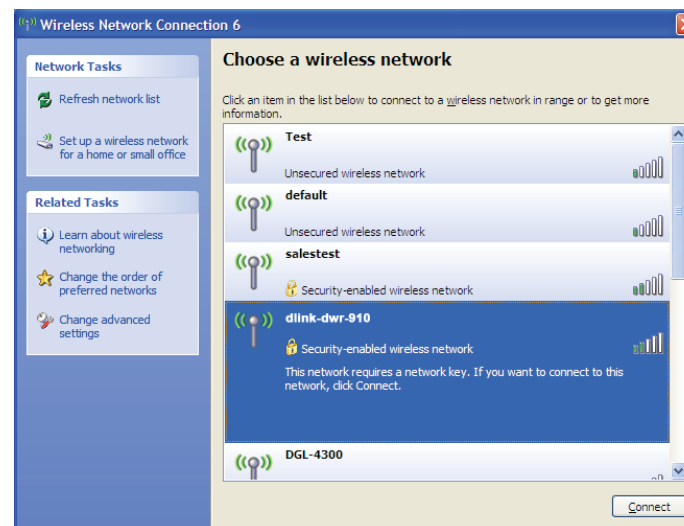 Wireless Network Connection 6
Network Tasks
Refresh network list
Set up a wireless network
for a home or small office
Related Tasks
Learn about wireless
networking
Change the order of
preferred networks
Change advanced
settings
Choose a wireless network
Click an item in the list below to connect to a wireless network in range or to get more
information.
Test
Unsecured wireless network
default
Unsecured wireless network
salestest
Security-enabled wireless network
dlink-dwr-910
Security-enabled wireless network
This network requires a network key. If you want to connect to this
network, click Connect.
DGL-4300
Connect